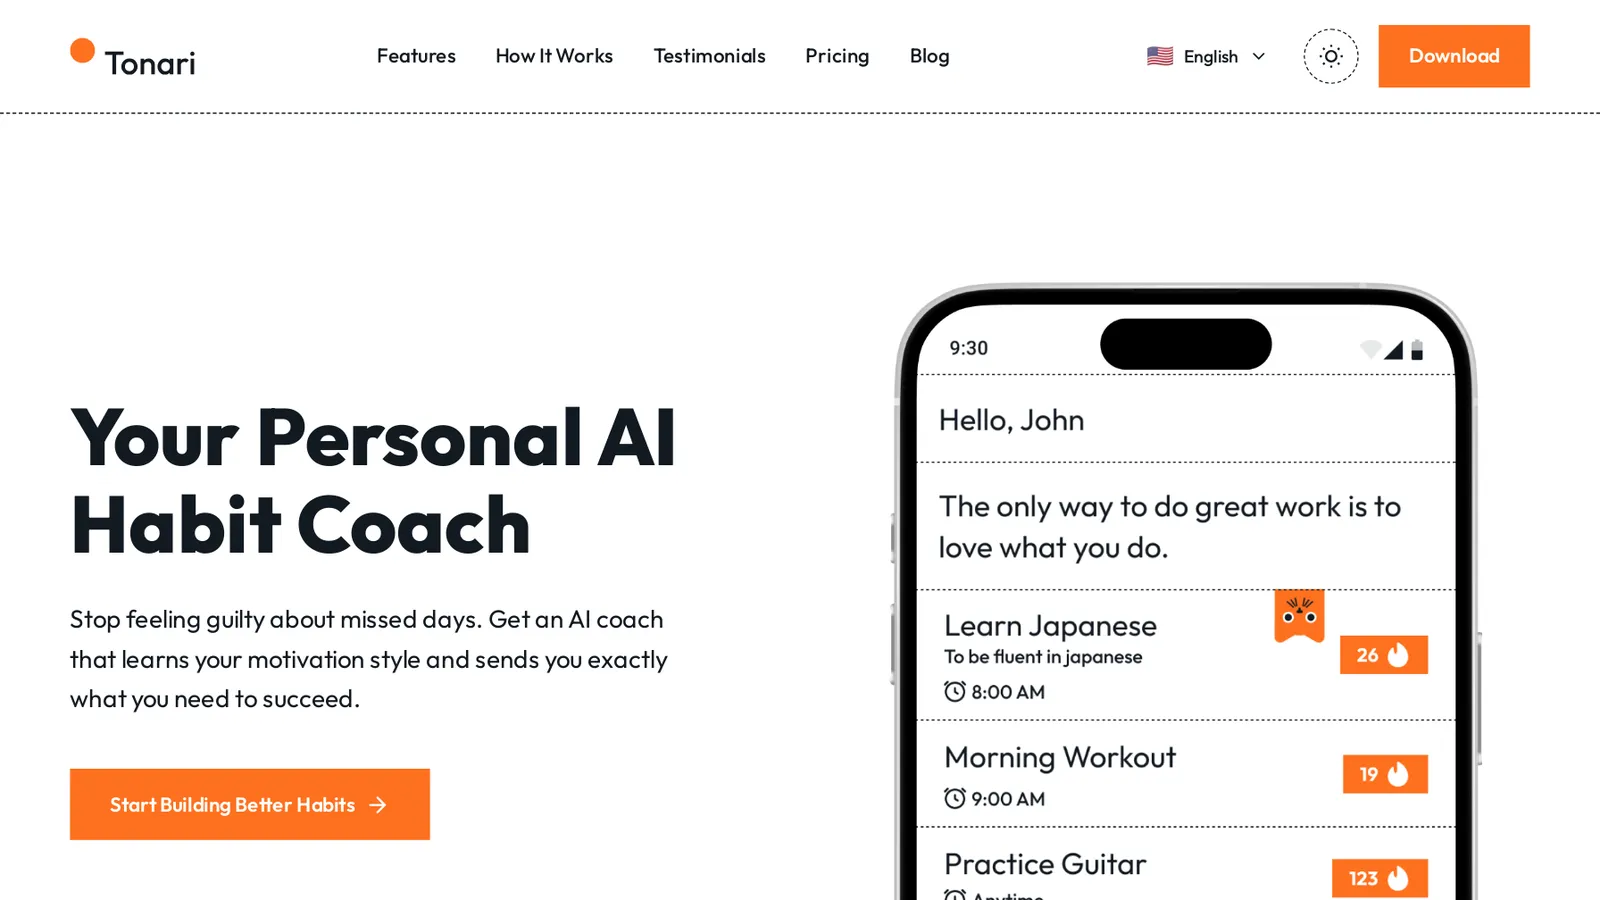 Tonari
Features
How It Works
Testimonials
Pricing
Blog
English
Download
Your Personal AI
Habit Coach
Stop feeling guilty about missed days. Get an AI coach
that learns your motivation style and sends you exactly
what you need to succeed.
Start Building Better Habits
9:30
Hello, John
The only way to do great work is to
love what you do.
Learn Japanese
To be fluent in japanese
8:00 AM
26
Morning Workout
9:00 AM
19
Practice Guitar
Anytime
123